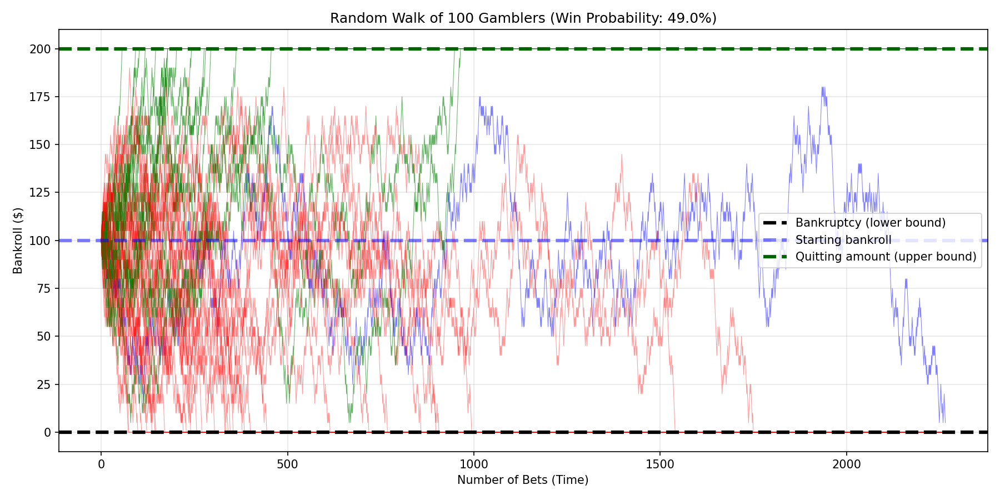 Random Walk of 100 Gamblers (Win Probability: 49.0%)
Bankroll ($)
200
175
150
125
100
75
50
25
0
Bankruptcy (lower bound)
Starting bankroll
Quitting amount (upper bound)
0 500 1000 1500 2000
Number of Bets (Time)